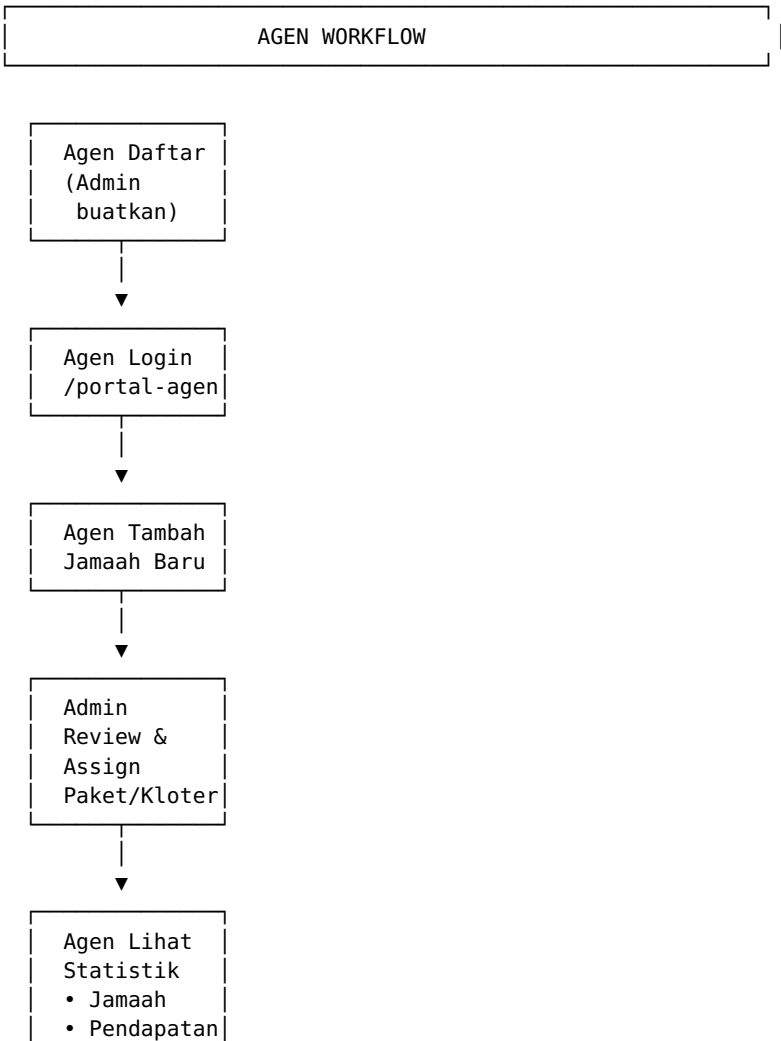 AGEN WORKFLOW
Agen Daftar
(Admin
buatkan)
Agen Login
/portal-agen
Agen Tambah
Jamaah Baru
Admin
Review &
Assign
Paket/Kloter
Agen Lihat
Statistik
• Jamaah
• Pendapatan